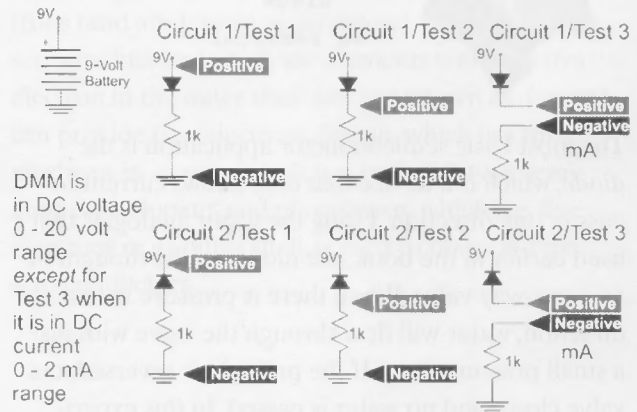 9V
9-Volt
Battery
DMM is
in DC voltage
0 - 20 volt
range
except for
Test 3 when
it is in DC
current
0 - 2 mA
range
Circuit 1/Test 1
9V
Positive
1k
Negative
Circuit 1/Test 2
9V
Positive
1k
Negative
Circuit 1/Test 3
9V
Positive
Negative
mA
1k
Circuit 2/Test 1
9V
Positive
1k
Negative
Circuit 2/Test 2
9V
Positive
1k
Negative
Circuit 2/Test 3
9V
Positive
Negative
mA
1k